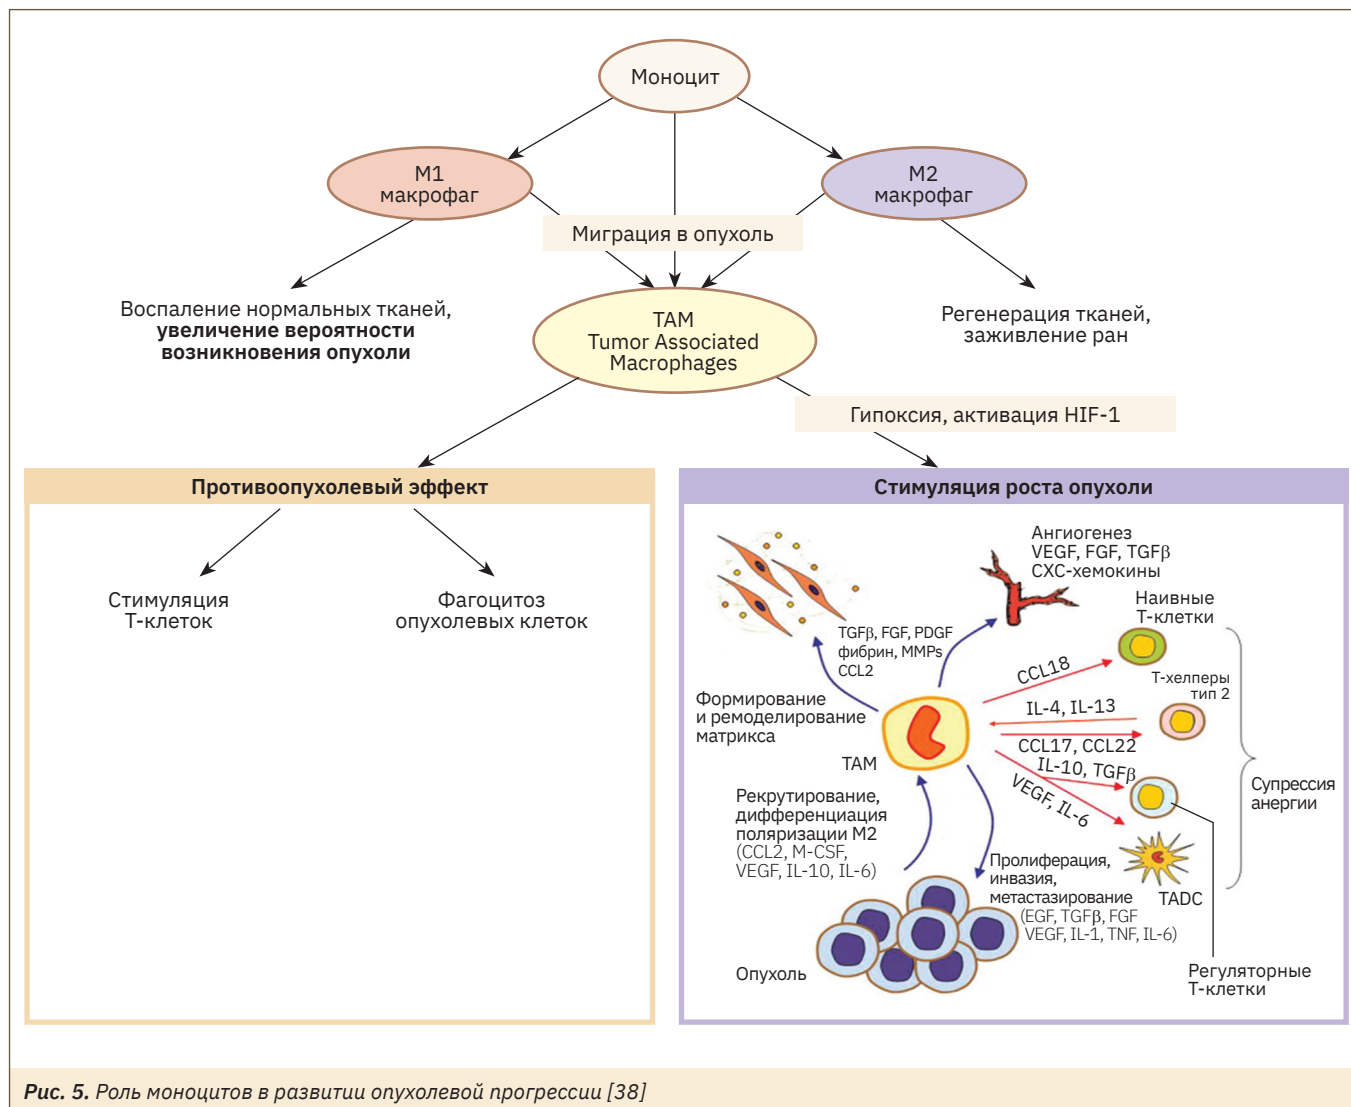 Моноцит
М1
макрофаг
М2
макрофаг
Миграция в опухоль
Воспаление нормальных тканей,
увеличение вероятности
возникновения опухоли
TAM
Tumor Associated
Macrophages
Регенерация тканей,
заживление ран
Гипоксия, активация HIF-1
Противоопухолевый эффект
Стимуляция
Т-клеток
Фагоцитоз
опухолевых клеток
Стимуляция роста опухоли
Ангиогенез
VEGF, FGF, TGFβ
CXC-хемокины
Наивные
Т-клетки
TGFβ, FGF, PDGF
фибрин, MMPs
CCL2
CCL18
Т-хелперы
тип 2
Формирование
и ремоделирование
матрикса
IL-4, IL-13
CCL17, CCL22
TAM
IL-10, TGFβ
VEGF, IL-6
Супрессия
анергии
Рекрутирование,
дифференциация
поляризации М2
(CCL2, M-CSF,
VEGF, IL-10, IL-6)
Пролиферация,
инвазия,
метастазирование
(EGF, TGFβ, FGF
VEGF, IL-1, TNF, IL-6)
TADC
Опухоль
Регуляторные
Т-клетки
Рис. 5. Роль моноцитов в развитии опухолевой прогрессии [38]